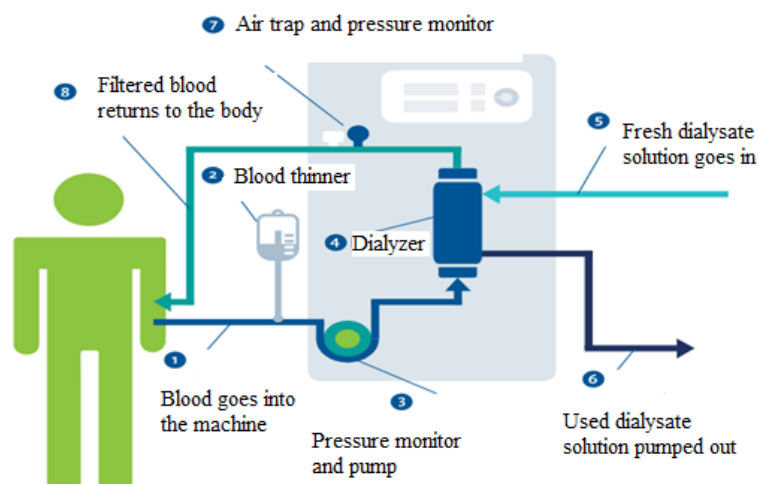 7 Air trap and pressure monitor
8 Filtered blood
returns to the body
5 Fresh dialysate
solution goes in
2 Blood thinner
4 Dialyzer
1
Blood goes into
the machine
3
Pressure monitor
and pump
6
Used dialysate
solution pumped out